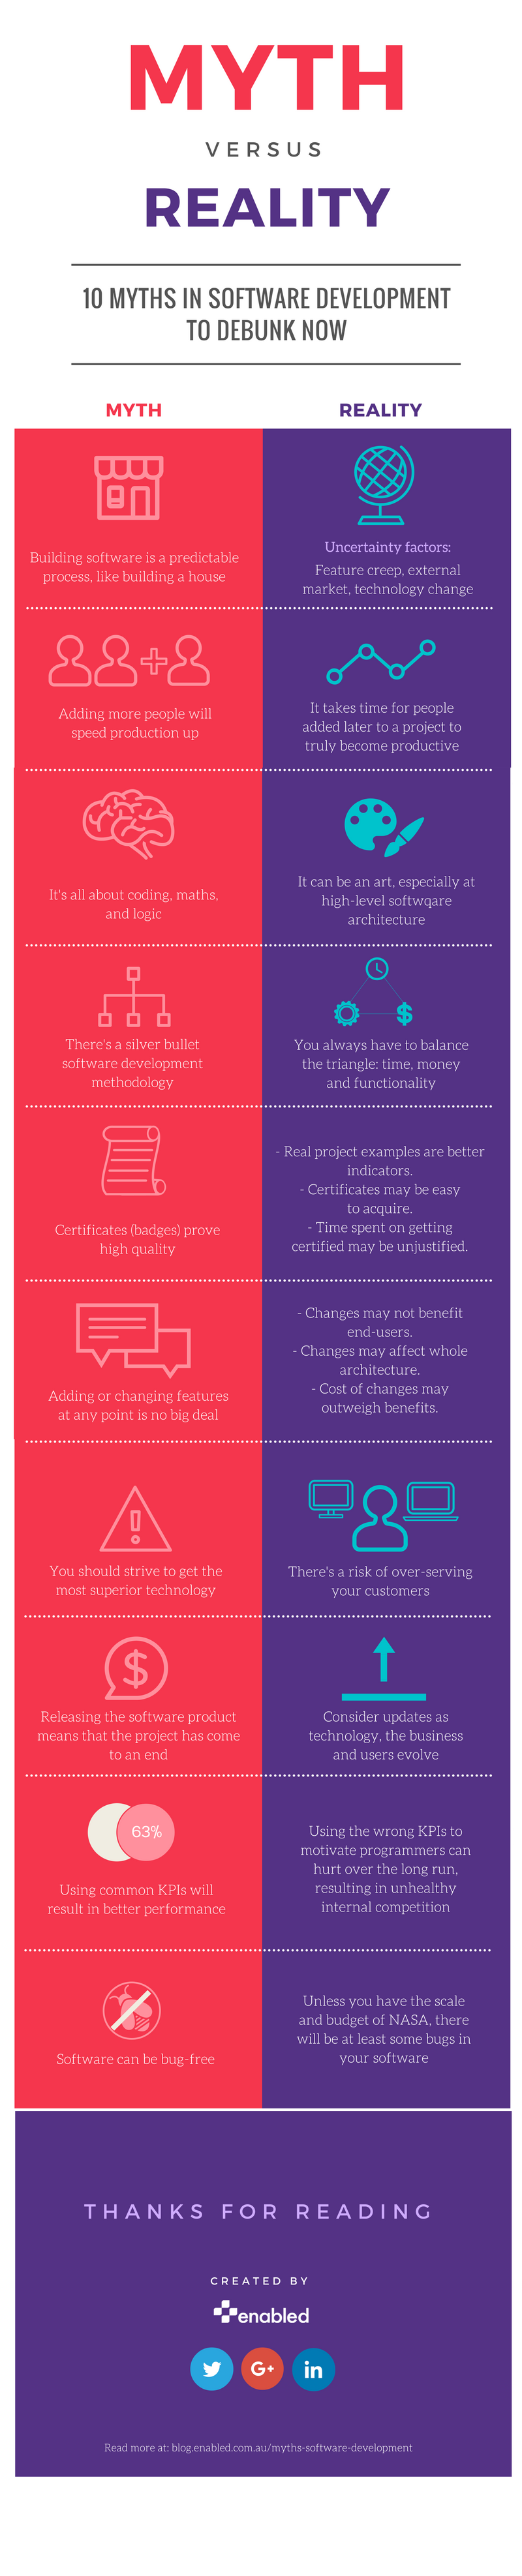 MYTH
VERSUS
REALITY
10 MYTHS IN SOFTWARE DEVELOPMENT
TO DEBUNK NOW
MYTH
REALITY
Building software is a predictable
process, like building a house
Uncertainty factors:
Feature creep, external
market, technology change
Adding more people will
speed production up
It takes time for people
added later to a project to
truly become productive
It's all about coding, maths,
and logic
It can be an art, especially at
high-level softwqare
architecture
There's a silver bullet
software development
methodology
You always have to balance
the triangle: time, money
and functionality
Certificates (badges) prove
high quality
- Real project examples are better
indicators.
- Certificates may be easy
to acquire.
- Time spent on getting
certified may be unjustified.
Adding or changing features
at any point is no big deal
- Changes may not benefit
end-users.
- Changes may affect whole
architecture.
- Cost of changes may
outweigh benefits.
You should strive to get the
most superior technology
There's a risk of over-serving
your customers
$
Releasing the software product
means that the project has come
to an end
Consider updates as
technology, the business
and users evolve
63%
Using common KPIs will
result in better performance
Using the wrong KPIs to
motivate programmers can
hurt over the long run,
resulting in unhealthy
internal competition
Software can be bug-free
Unless you have the scale
and budget of NASA, there
will be at least some bugs in
your software
THANKS FOR READING
CREATED BY
enabled
G+ in
Read more at: blog.enabled.com.au/myths-software-development